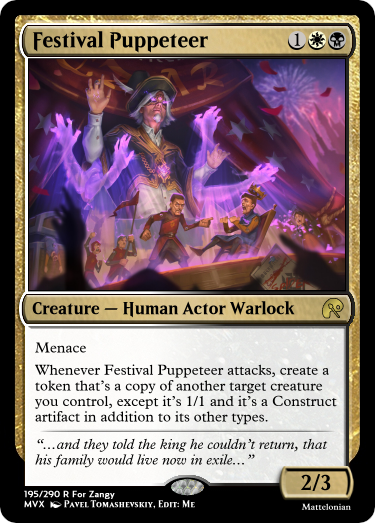 Festival Puppeteer 1
Creature — Human Actor Warlock
Menace
Whenever Festival Puppeteer attacks, create a
token that's a copy of another target creature
you control, except it's 1/1 and it's a Construct
artifact in addition to its other types.
“…and they told the king he couldn't return, that
his family would live now in exile…”
2/3
195/290 R For Zangy
MVX Pavel Tomashevskiy, Edit: Me
Mattelonian